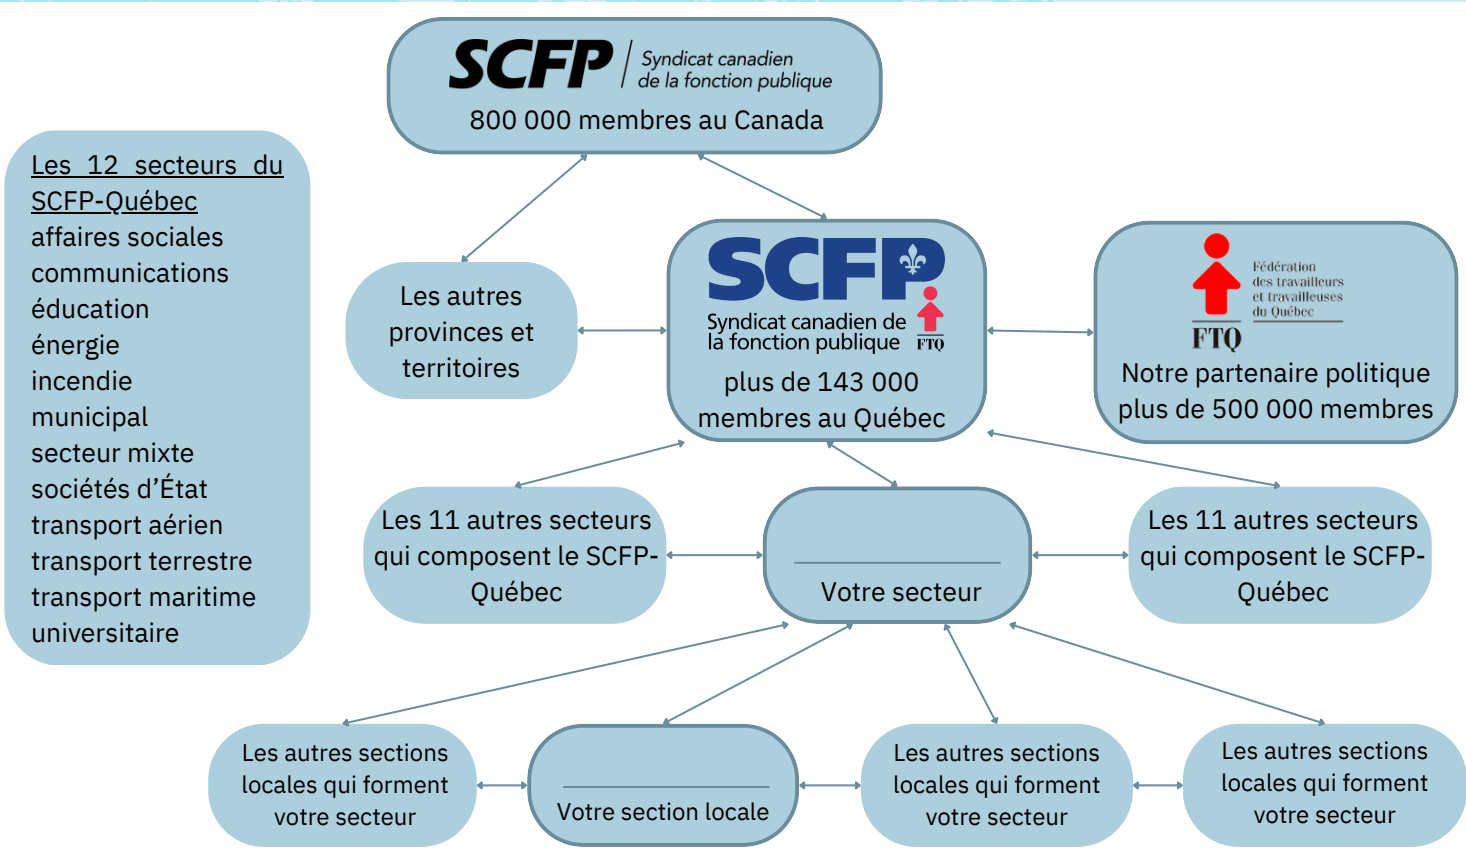 SCFP
Syndicat canadien
de la fonction publique
800 000 membres au Canada
Les 12 secteurs du
SCFP-Québec
affaires sociales
communications
éducation
énergie
incendie
municipal
secteur mixte
sociétés d’État
transport aérien
transport terrestre
transport maritime
universitaire
Les autres
provinces et
territoires
SCFP
Syndicat canadien de
la fonction publique
FTQ
plus de 143 000
membres au Québec
Fédération
des travailleurs
et travailleuses
du Québec
FTQ
Notre partenaire politique
plus de 500 000 membres
Les 11 autres secteurs
qui composent le SCFP-
Québec
Votre secteur
Les 11 autres secteurs
qui composent le SCFP-
Québec
Les autres sections
locales qui forment
votre secteur
Votre section locale
Les autres sections
locales qui forment
votre secteur
Les autres sections
locales qui forment
votre secteur